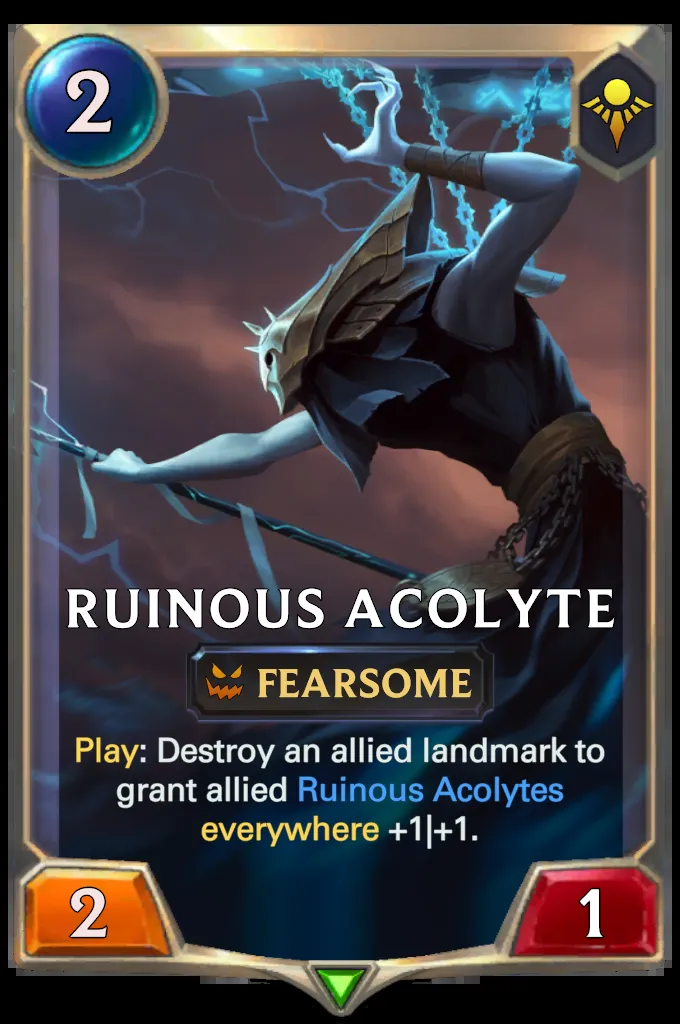 2
RUINOUS ACOLYTE
FEARSOME
Play: Destroy an allied landmark to
grant allied Ruinous Acolytes
everywhere +1|+1.
2
1